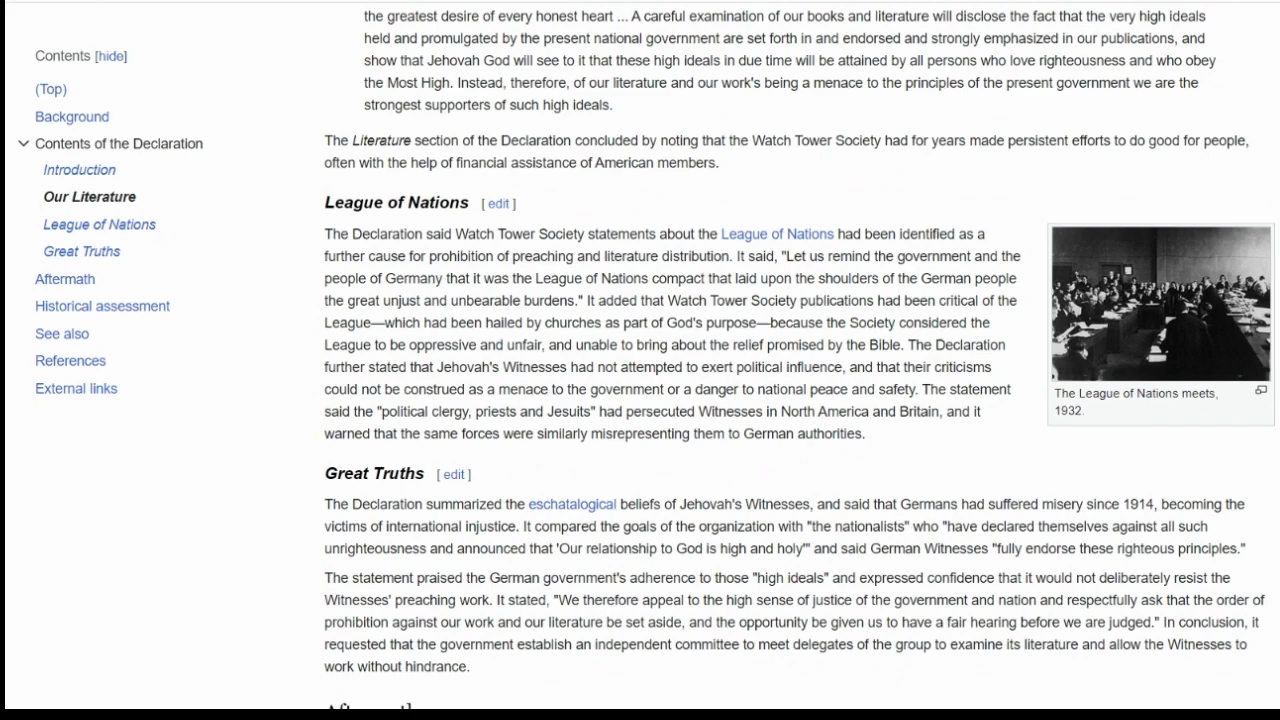 the greatest desire of every honest heart ... A careful examination of our books and literature will disclose the fact that the very high ideals
held and promulgated by the present national government are set forth in and endorsed and strongly emphasized in our publications, and
show that Jehovah God will see to it that these high ideals in due time will be attained by all persons who love righteousness and who obey
the Most High. Instead, therefore, of our literature and our work's being a menace to the principles of the present government we are the
strongest supporters of such high ideals.
Contents [hide]
(Top)
Background
Contents of the Declaration
Introduction
Our Literature
League of Nations
Great Truths
Aftermath
Historical assessment
See also
References
External links
The Literature section of the Declaration concluded by noting that the Watch Tower Society had for years made persistent efforts to do good for people,
often with the help of financial assistance of American members.
League of Nations [ edit ]
The Declaration said Watch Tower Society statements about the League of Nations had been identified as a
further cause for prohibition of preaching and literature distribution. It said, "Let us remind the government and the
people of Germany that it was the League of Nations compact that laid upon the shoulders of the German people
the great unjust and unbearable burdens." It added that Watch Tower Society publications had been critical of the
League—which had been hailed by churches as part of God's purpose—because the Society considered the
League to be oppressive and unfair, and unable to bring about the relief promised by the Bible. The Declaration
further stated that Jehovah's Witnesses had not attempted to exert political influence, and that their criticisms
could not be construed as a menace to the government or a danger to national peace and safety. The statement
said the "political clergy, priests and Jesuits" had persecuted Witnesses in North America and Britain, and it
warned that the same forces were similarly misrepresenting them to German authorities.
The League of Nations meets,
1932.
Great Truths [ edit ]
The Declaration summarized the eschatalogical beliefs of Jehovah's Witnesses, and said that Germans had suffered misery since 1914, becoming the
victims of international injustice. It compared the goals of the organization with "the nationalists" who "have declared themselves against all such
unrighteousness and announced that 'Our relationship to God is high and holy'" and said German Witnesses "fully endorse these righteous principles."
The statement praised the German government's adherence to those "high ideals" and expressed confidence that it would not deliberately resist the
Witnesses' preaching work. It stated, "We therefore appeal to the high sense of justice of the government and nation and respectfully ask that the order of
prohibition against our work and our literature be set aside, and the opportunity be given us to have a fair hearing before we are judged." In conclusion, it
requested that the government establish an independent committee to meet delegates of the group to examine its literature and allow the Witnesses to
work without hindrance.